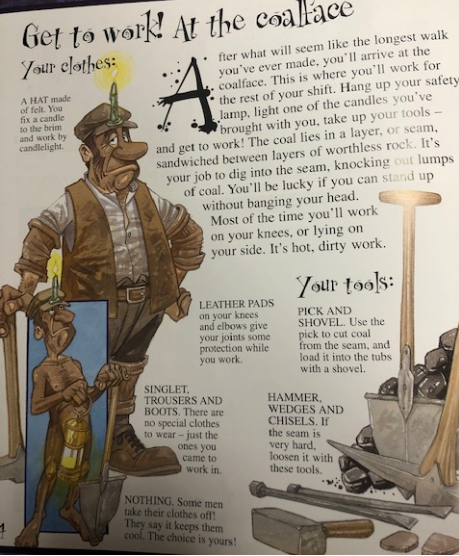 Get to work! At the coalface
Your clothes:
A HAT made
of felt. You
fix a candle
to the brim
and work by
candlelight.
After what will seem like the longest walk
you've ever made, you'll arrive at the
coalface. This is where you'll work for
the rest of your shift. Hang up your safety
lamp, light one of the candles you've
brought with you, take up your tools –
and get to work! The coal lies in a layer, or seam,
sandwiched between layers of worthless rock. It's
your job to dig into the seam, knocking out lumps
of coal. You'll be lucky if you can stand up
without banging your head.
Most of the time you'll work
on your knees, or lying on
your side. It's hot, dirty work.
LEATHER PADS
on your knees
and elbows give
your joints some
protection while
you work.
SINGLET,
TROUSERS AND
BOOTS. There are
no special clothes
to wear – just the
ones you
came to
work in.
NOTHING. Some men
take their clothes off!
They say it keeps them
cool. The choice is yours!
Your tools:
PICK AND
SHOVEL. Use the
pick to cut coal
from the seam, and
load it into the tubs
with a shovel.
HAMMER,
WEDGES AND
CHISELS. If
the seam is
very hard,
loosen it with
these tools.